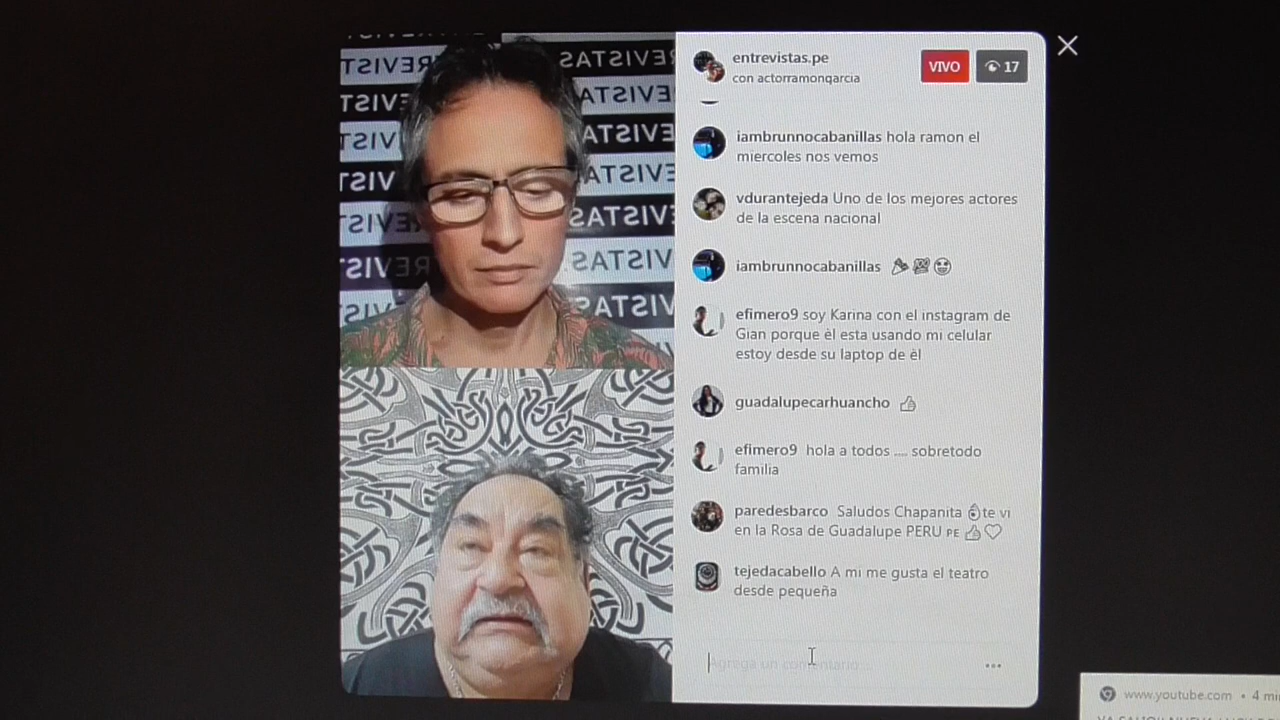 entrevistas.pe
con actorramongarcia
VIVO
17
iambrunnocabanillas hola ramon el
miercoles nos vemos
vdurantejeda Uno de los mejores actores
de la escena nacional
iambrunnocabanillas
efimero9 soy Karina con el instagram de
Gian porque èl esta usando mi celular
estoy desde su laptop de èl
guadalupecarhuancho
efimero9 hola a todos .... sobretodo
familia
paredesbarco Saludos Chapanita 👌te vi
en la Rosa de Guadalupe PERU PE 👍♡
tejedacabello A mi me gusta el teatro
desde pequeña
Agrega un comentario...
www.youtube.com • 4 mi